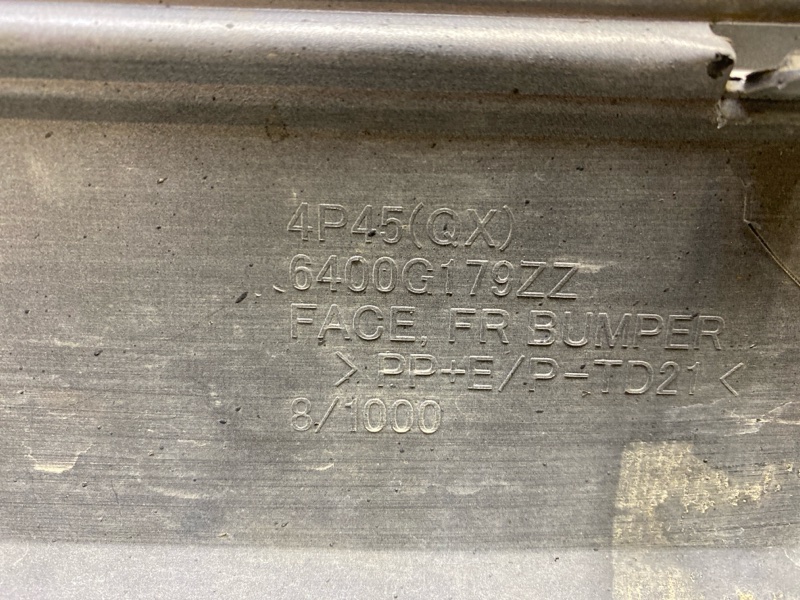 4P45(QX)
6400G179ZZ
FACE, FR BUMPER
>PP+E/P-TD21<
8/1000